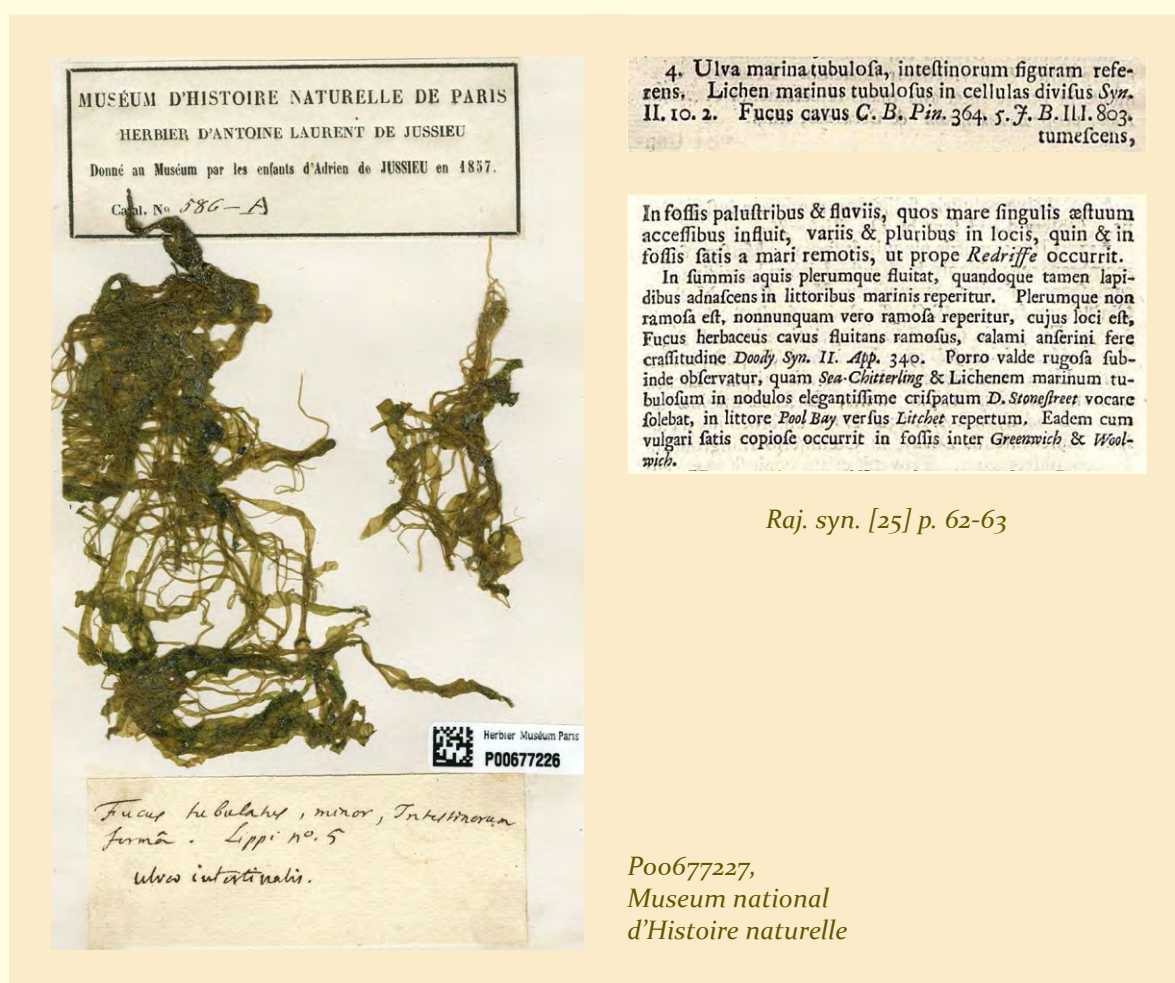 MUSÉUM D'HISTOIRE NATURELLE DE PARIS
HERBIER D'ANTOINE LAURENT DE JUSSIEU
Donné au Muséum par les enfants d'Adrien de JUSSIEU en 1857.
Catal. No 586 — A
Herbier Muséum Paris
P00677226
Fucus tubulatus, minor, Intestinorum
formâ. Lippi no. 5
ulva intestinalis.
4. Ulva marina tubuloſa, inteſtinorum figuram refe-
rens. Lichen marinus tubuloſus in cellulas diviſus Syn.
II. 10. 2. Fucus cavus C. B. Pin. 364. 5. J. B. III. 803.
tumeſcens,
In foſſis paluſtribus & fluviis, quos mare ſingulis æſtuum
acceſſibus influit, variis & pluribus in locis, quin & in
foſſis ſatis a mari remotis, ut prope Redriffe occurrit.
In ſummis aquis plerumque fluitat, quandoque tamen lapi-
dibus adnaſcens in littoribus marinis reperitur. Plerumque non
ramoſa eſt, nonnunquam vero ramoſa reperitur, cujus loci eſt,
Fucus herbaceus cavus fluitans ramoſus, calami anſerini fere
craſſitudine Doody Syn. II. App. 340. Porro valde rugoſa ſub-
inde obſervatur, quam Sea-Chitterling & Lichenem marinum tu-
buloſum in nodulos elegantiſſime criſpatum D. Stoneſtreet vocare
ſolebat, in littore Pool Bay verſus Litchet repertum. Eadem cum
vulgari ſatis copioſe occurrit in foſſis inter Greenwich & Wool-
wich.
Raj. syn. [25] p. 62-63
P00677227,
Museum national
d'Histoire naturelle